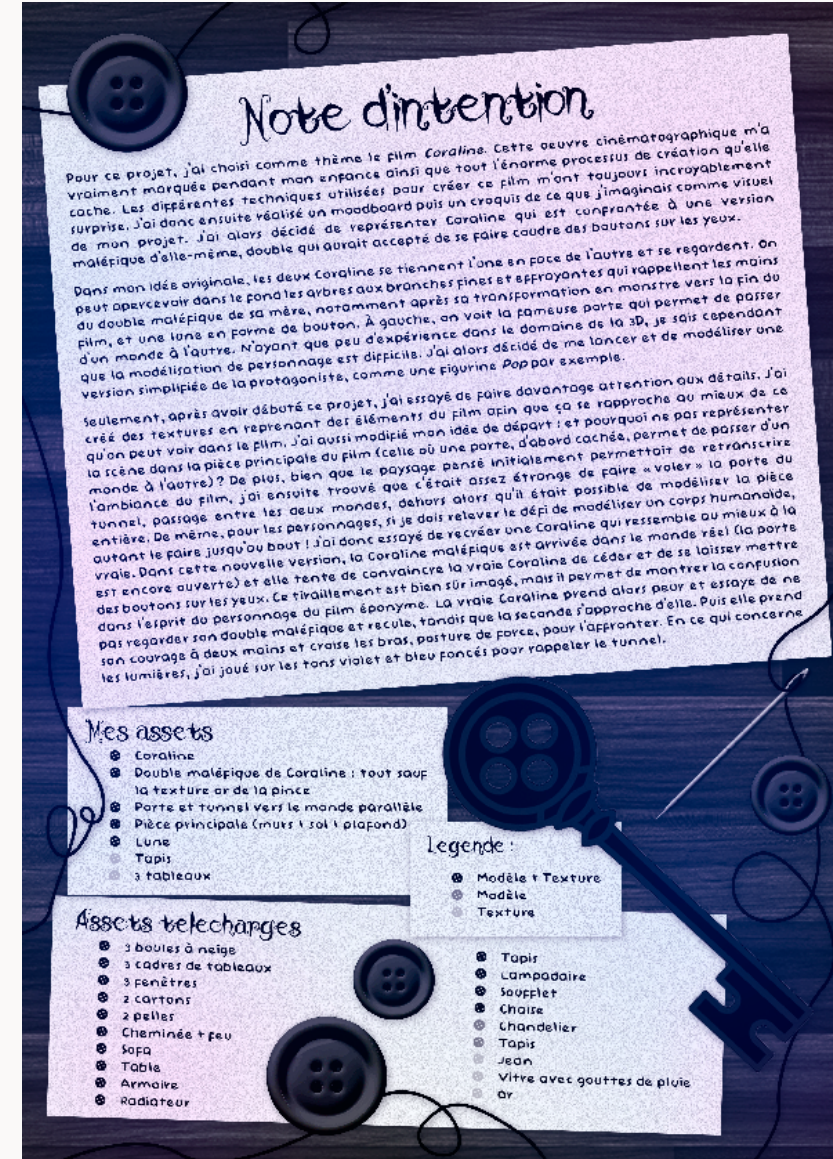 Note d'intention
Pour ce projet, j'ai choisi comme thème le film Coraline. Cette oeuvre cinématographique m'a
vraiment marquée pendant mon enfance ainsi que tout l'énorme processus de création qu'elle
cache. Les différentes techniques utilisées pour créer ce film m'ont toujours incroyablement
surprise. J'ai donc ensuite réalisé un moodboard puis un croquis de ce que j'imaginais comme visuel
de mon projet. J'ai alors décidé de représenter Coraline qui est confrontée à une version
maléfique d'elle-même, double qui aurait accepté de se faire coudre des boutons sur les yeux.
Dans mon idée originale, les deux Coraline se tiennent l'une en face de l'autre et se regardent. On
peut apercevoir dans le fond les arbres aux branches fines et effrayantes qui rappellent les mains
du double maléfique de sa mère, notamment après sa transformation en monstre vers la fin du
film, et une lune en forme de bouton. À gauche, on voit la fameuse porte qui permet de passer
d'un monde à l'autre. N'ayant que peu d'expérience dans le domaine de la 3D, je sais cependant
que la modélisation de personnage est difficile. J'ai alors décidé de me lancer et de modéliser une
version simplifiée de la protagoniste, comme une figurine Pop par exemple.
Seulement, après avoir débuté ce projet, j'ai essayé de faire davantage attention aux détails. J'ai
créé des textures en reprenant des éléments du film afin que ça se rapproche au mieux de ce
qu'on peut voir dans le film. J'ai aussi modifié mon idée de départ : et pourquoi ne pas représenter
la scène dans la pièce principale du film (celle où une porte, d'abord cachée, permet de passer d'un
monde à l'autre) ? De plus, bien que le paysage pensé initialement permettait de retranscrire
l'ambiance du film, j'ai ensuite trouvé que c'était assez étrange de faire « voler » la porte du
tunnel, passage entre les deux mondes, dehors alors qu'il était possible de modéliser la pièce
entière. De même, pour les personnages, si je dois relever le défi de modéliser un corps humanoïde,
autant le faire jusqu'au bout ! J'ai donc essayé de recréer une Coraline qui ressemble au mieux à la
vraie. Dans cette nouvelle version, la Coraline maléfique est arrivée dans le monde réel (la porte
est encore ouverte) et elle tente de convaincre la vraie Coraline de céder et de se laisser mettre
des boutons sur les yeux. Ce tiraillement est bien sûr imagé, mais il permet de montrer la confusion
dans l'esprit du personnage du film éponyme. La vraie Coraline prend alors peur et essaye de ne
pas regarder son double maléfique et recule, tandis que la seconde s'approche d'elle. Puis elle prend
son courage à deux mains et croise les bras, posture de force, pour l'affronter. En ce qui concerne
les lumières, j'ai joué sur les tons violet et bleu foncés pour rappeler le tunnel.
Mes assets
Coraline
Double maléfique de Coraline : tout sauf
la texture or de la pince
Porte et tunnel vers le monde parallèle
Pièce principale (murs + sol + plafond)
Lune
Tapis
3 tableaux
Legende :
Modèle + Texture
Modèle
Texture
Assets telecharges
3 boules à neige
3 cadres de tableaux
3 fenêtres
2 cartons
2 pelles
Cheminée + feu
Sofa
Table
Armoire
Radiateur
Tapis
Lampadaire
Soufflet
Chaise
Chandelier
Tapis
Jean
Vitre avec gouttes de pluie
Or